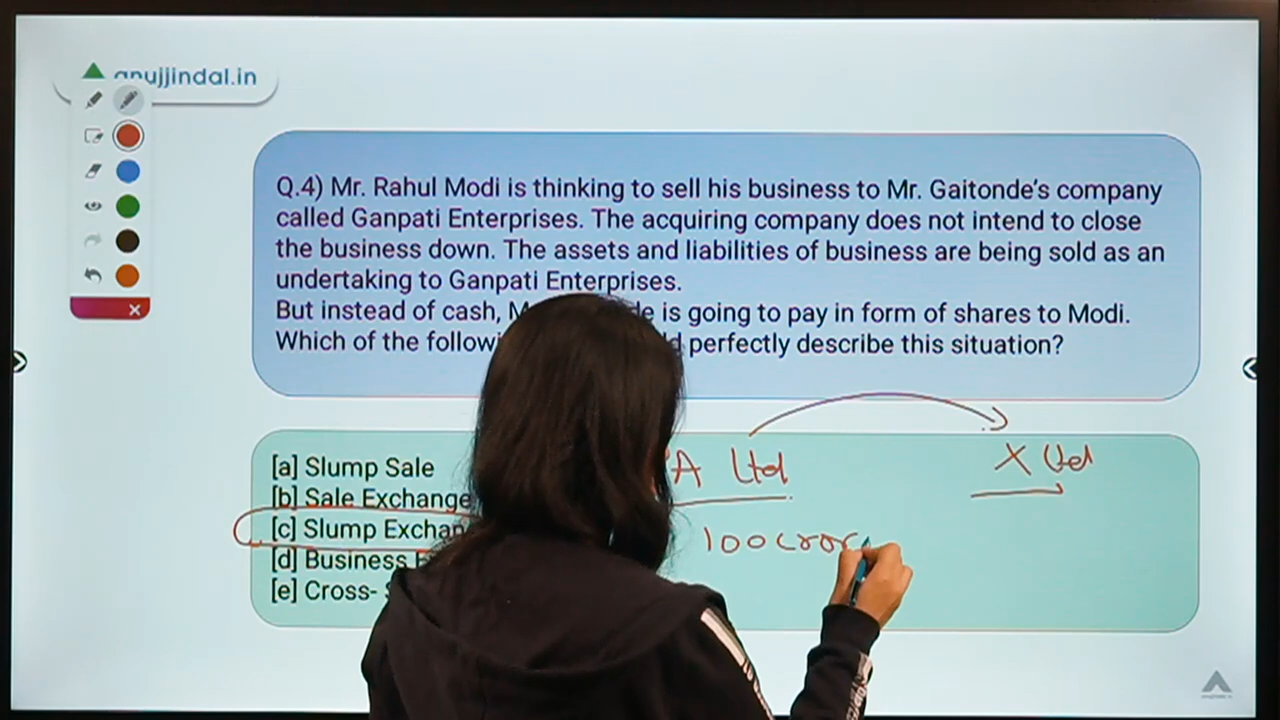 anujjindal.in
Q.4) Mr. Rahul Modi is thinking to sell his business to Mr. Gaitonde's company
called Ganpati Enterprises. The acquiring company does not intend to close
the business down. The assets and liabilities of business are being sold as an
undertaking to Ganpati Enterprises.
But instead of cash, is going to pay in form of shares to Modi.
Which of the perfectly describe this situation?
[a] Slump Sale
[b] Sale Exchange
[c] Slump
[d] Business
[e] Cross-
A Ltd
X Ltd
100 crore